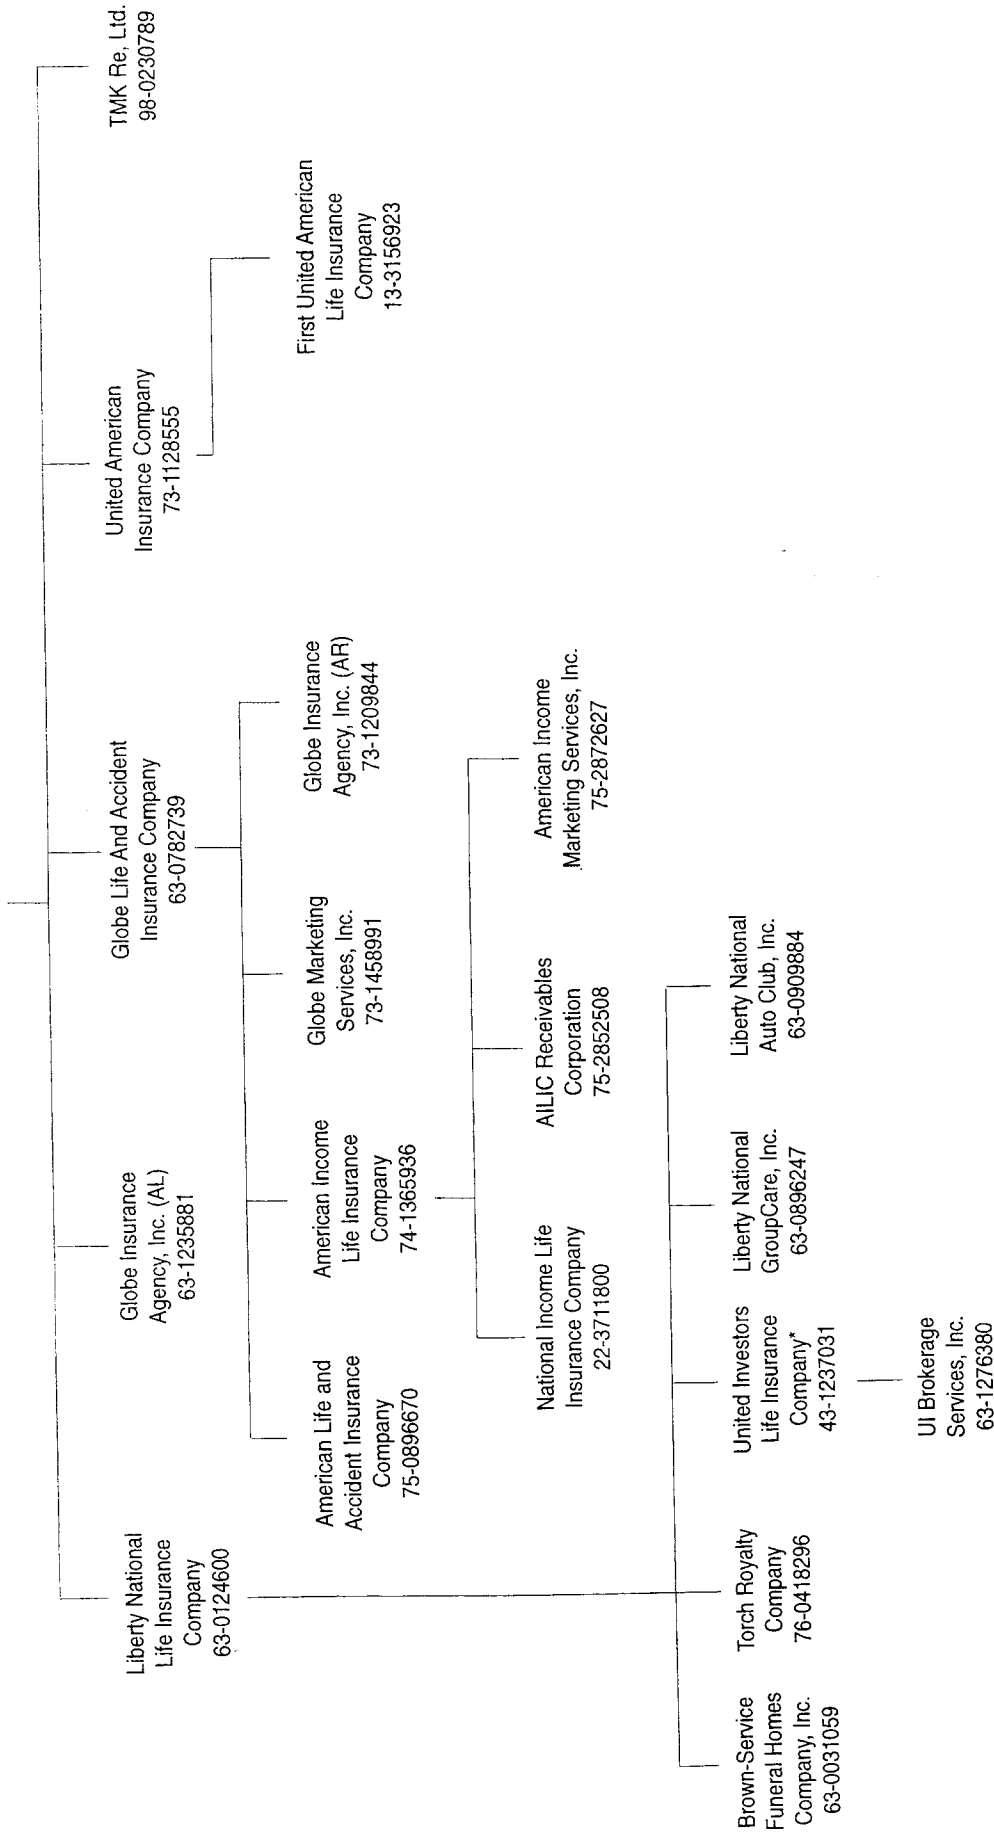 Liberty National
Life Insurance
Company
63-0124600
Globe Insurance
Agency, Inc. (AL)
63-1235881
Globe Life And Accident
Insurance Company
63-0782739
United American
Insurance Company
73-1128555
TMK Re, Ltd.
98-0230789
American Life and
Accident Insurance
Company
75-0896670
American Income
Life Insurance
Company
74-1365936
Globe Marketing
Services, Inc.
73-1458991
Globe Insurance
Agency, Inc. (AR)
73-1209844
First United American
Life Insurance
Company
13-3156923
National Income Life
Insurance Company
22-3711800
AILIC Receivables
Corporation
75-2852508
American Income
Marketing Services, Inc.
75-2872627
Brown-Service
Funeral Homes
Company, Inc.
63-0031059
Torch Royalty
Company
76-0418296
United Investors
Life Insurance
Company*
43-1237031
Liberty National
GroupCare, Inc.
63-0896247
Liberty National
Auto Club, Inc.
63-0909884
UI Brokerage
Services, Inc.
63-1276380